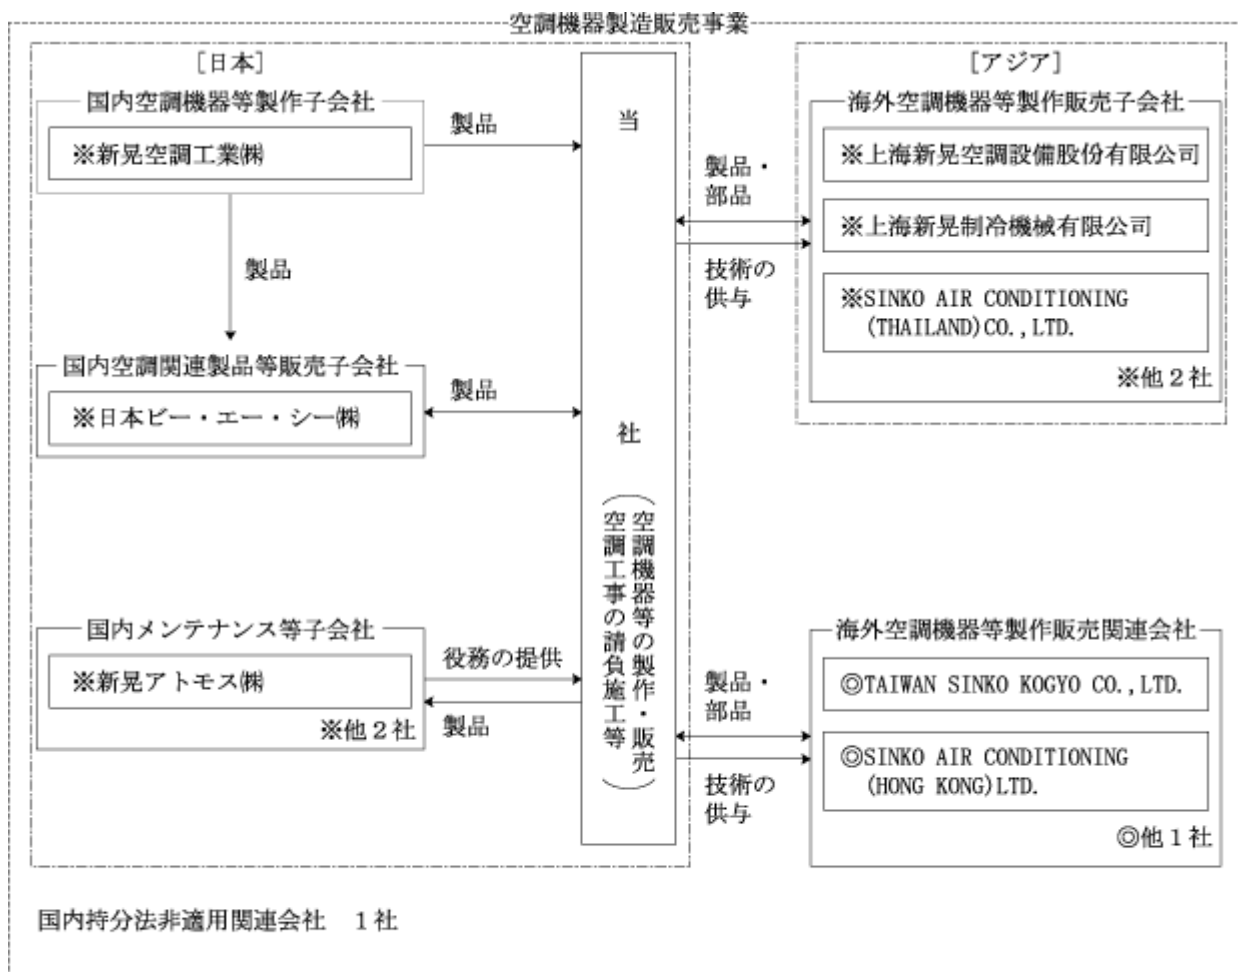 空調機器製造販売事業
[日本]
国内空調機器等製作子会社
※新晃空調工業㈱
製品
製品
国内空調関連製品等販売子会社
※日本ビー・エー・シー㈱
製品
国内メンテナンス等子会社
※新晃アトモス㈱
※他２社
役務の提供
製品
当社
(空調機器等の製作・販売
空調工事の請負施工等)
製品・
部品
技術の
供与
[アジア]
海外空調機器等製作販売子会社
※上海新晃空調設備股份有限公司
※上海新晃制冷機械有限公司
※SINKO AIR CONDITIONING
(THAILAND)CO.,LTD.
※他２社
製品・
部品
技術の
供与
海外空調機器等製作販売関連会社
◎TAIWAN SINKO KOGYO CO.,LTD.
◎SINKO AIR CONDITIONING
(HONG KONG)LTD.
◎他１社
国内持分法非適用関連会社　１社